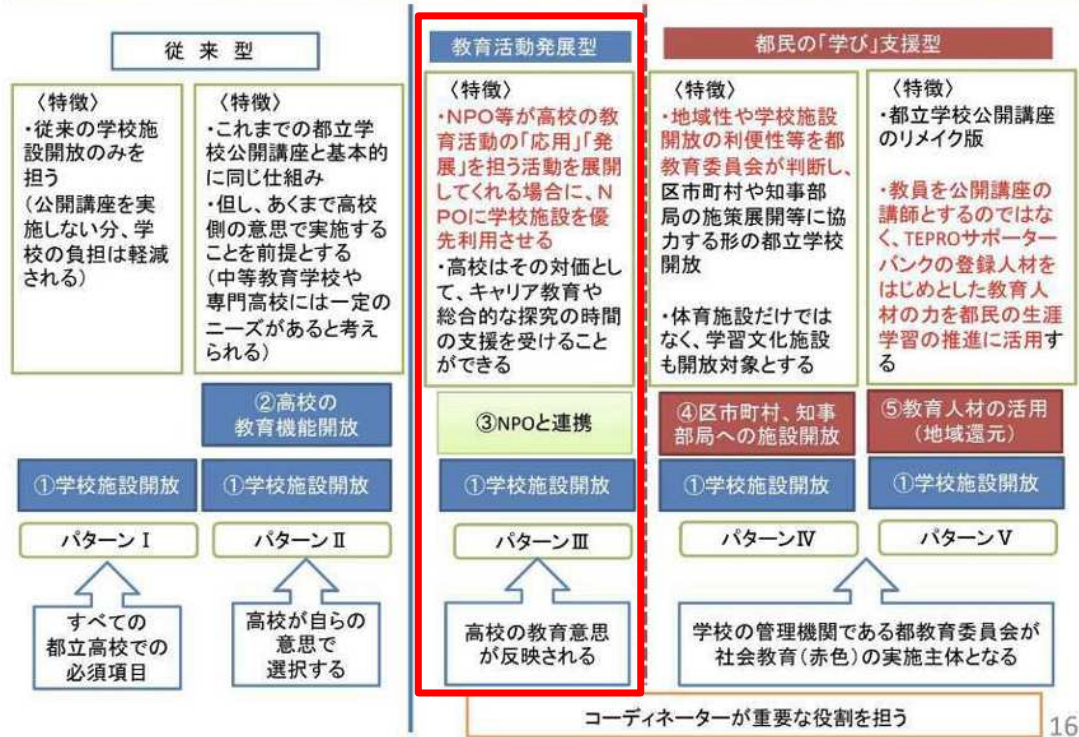 従 来 型
〈特徴〉
・従来の学校施
設開放のみを
担う
(公開講座を実
施しない分、学
校の負担は軽減
される)
〈特徴〉
・これまでの都立学
校公開講座と基本的
に同じ仕組み
・但し、あくまで高校
側の意思で実施する
ことを前提とする
(中等教育学校や
専門高校には一定の
ニーズがあると考え
られる)
②高校の
教育機能開放
①学校施設開放
①学校施設開放
パターンⅠ
パターンⅡ
すべての
都立高校での
必須項目
高校が自らの
意思で
選択する
教育活動発展型
〈特徴〉
・NPO等が高校の教
育活動の「応用」「発
展」を担う活動を展開
してくれる場合に、N
POに学校施設を優
先利用させる
・高校はその対価とし
て、キャリア教育や
総合的な探究の時間
の支援を受けること
ができる
③NPOと連携
①学校施設開放
パターンⅢ
高校の教育意思
が反映される
都民の「学び」支援型
〈特徴〉
・地域性や学校施設
開放の利便性等を都
教育委員会が判断し、
区市町村や知事部
局の施策展開等に協
力する形の都立学校
開放
・体育施設だけでは
なく、学習文化施設
も開放対象とする
〈特徴〉
・都立学校公開講座
のリメイク版
・教員を公開講座の
講師とするのではな
く、TEPROサポーター
バンクの登録人材を
はじめとした教育人
材の力を都民の生涯
学習の推進に活用す
る
④区市町村、知事
部局への施設開放
⑤教育人材の活用
(地域還元)
①学校施設開放
①学校施設開放
パターンⅣ
パターンⅤ
学校の管理機関である都教育委員会が
社会教育(赤色)の実施主体となる
コーディネーターが重要な役割を担う
16